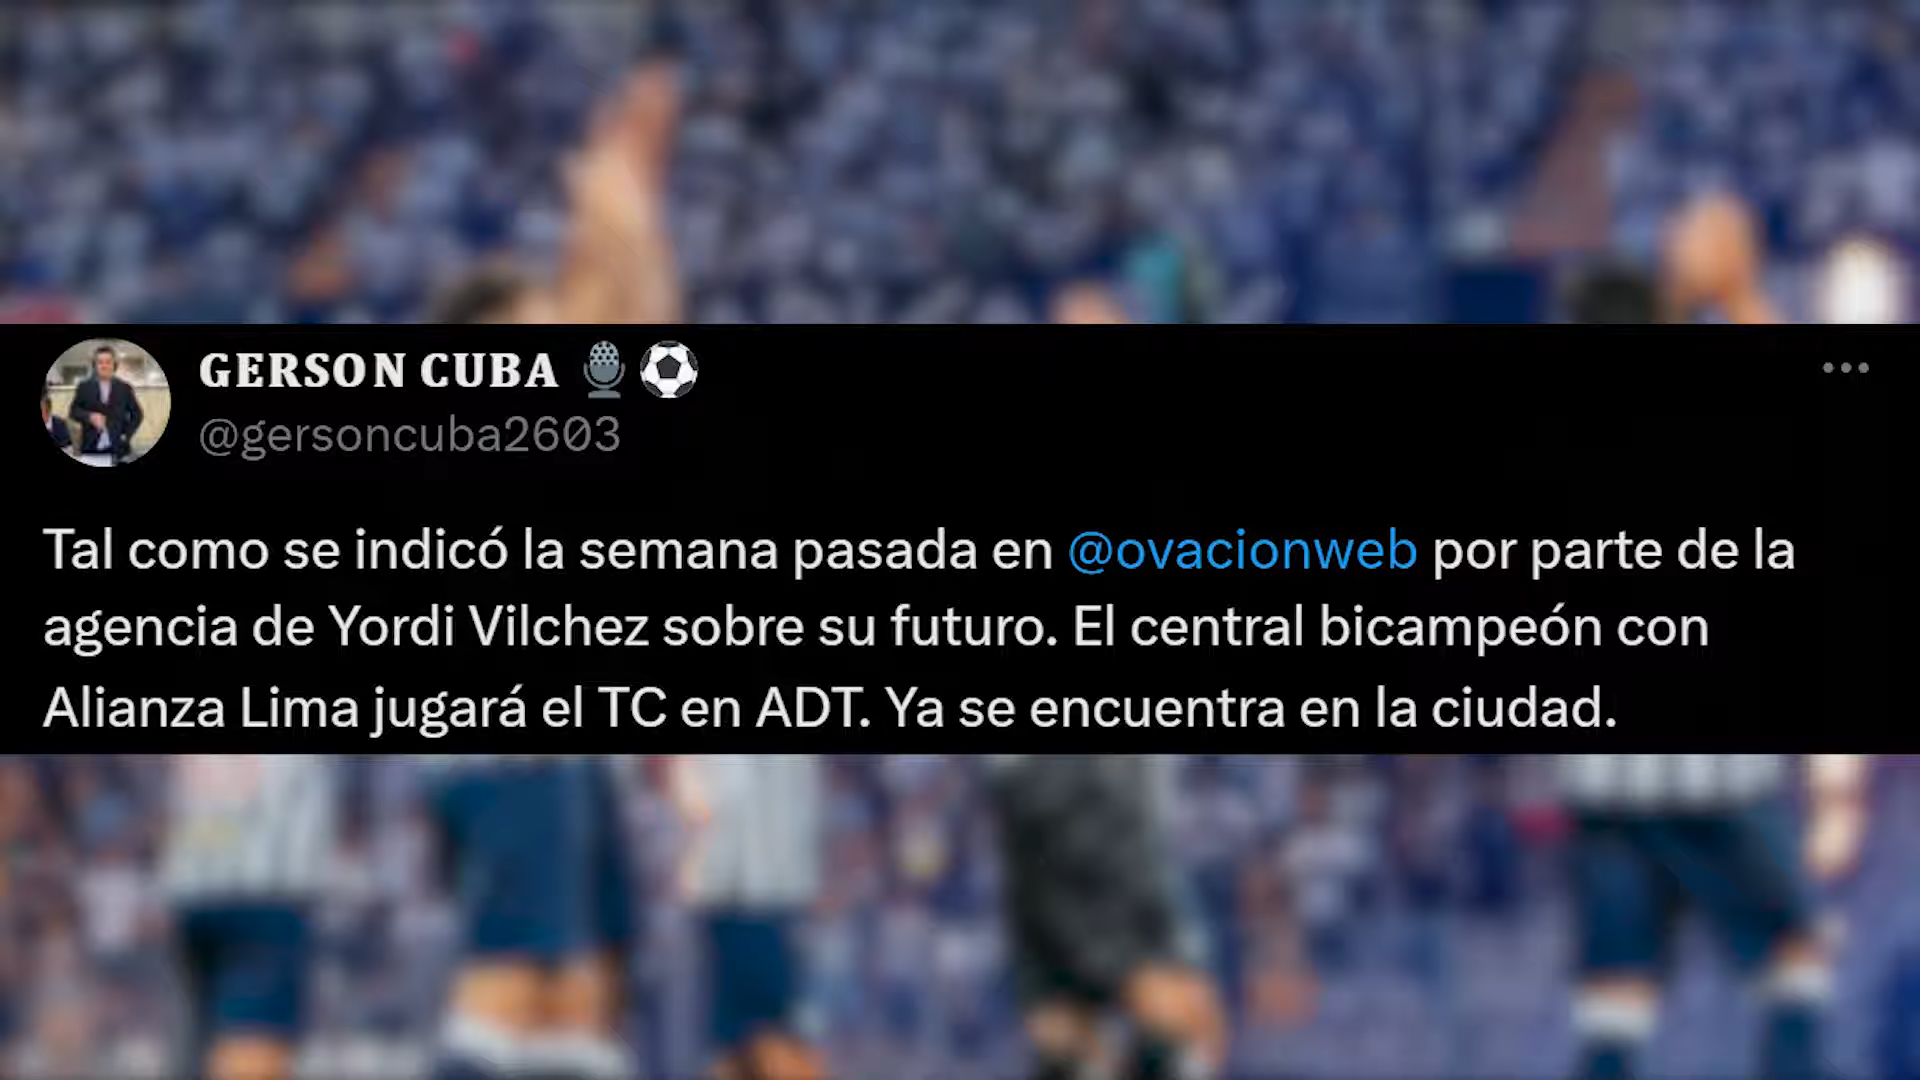 GERSON CUBA 🎙️⚽
@gersoncuba2603
Tal como se indicó la semana pasada en @ovacionweb por parte de la
agencia de Yordi Vilchez sobre su futuro. El central bicampeón con
Alianza Lima jugará el TC en ADT. Ya se encuentra en la ciudad.